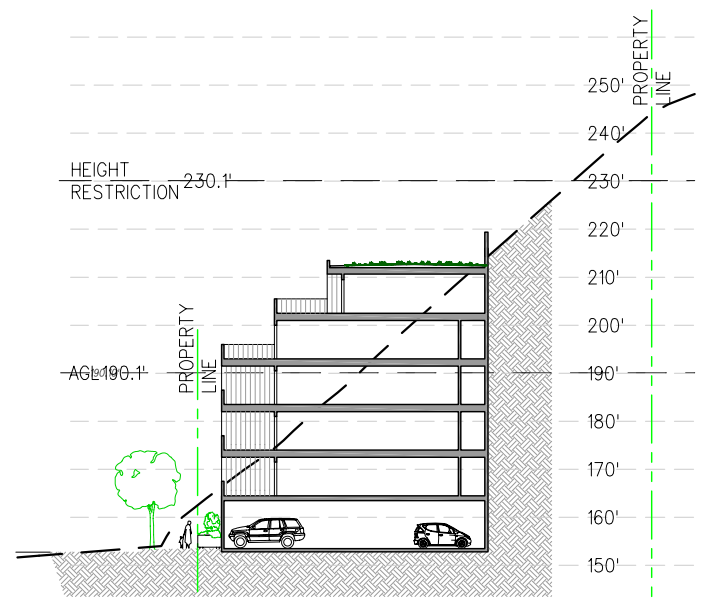 PROPERTY
LINE
250'
240'
HEIGHT
RESTRICTION 230.1'
230'
220'
210'
200'
PROPERTY
LINE
AGL 190.1'
190'
180'
170'
160'
150'